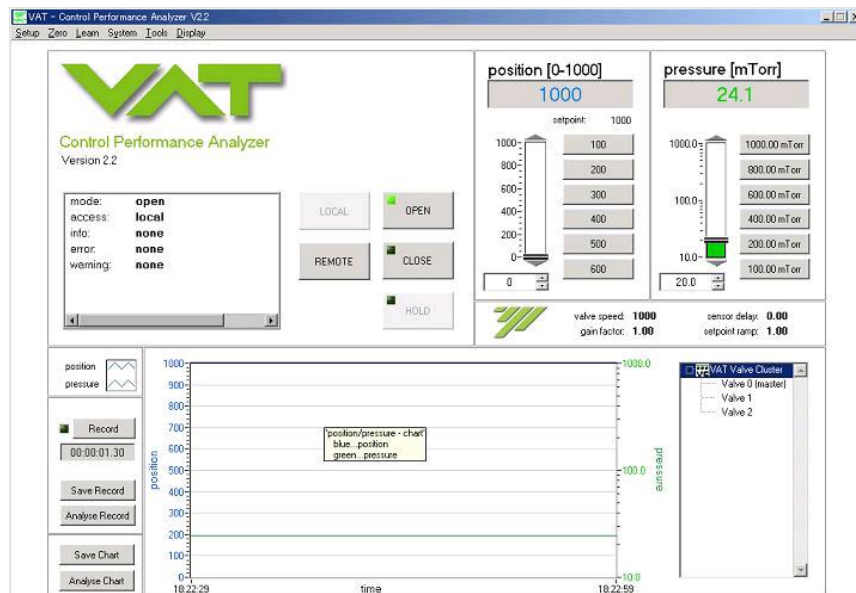 VAT - Control Performance Analyzer V2.2
Setup Zero Learn System Tools Display
VAT
Control Performance Analyzer
Version 2.2
mode: open
access: local
info: none
error: none
warning: none
LOCAL
OPEN
REMOTE
CLOSE
HOLD
position [0-1000]
1000
setpoint: 1000
1000
800
600
400
200
0
100
200
300
400
500
600
0
pressure [mTorr]
24.1
1000.0
100.0
10.0
1000.00 mTorr
800.00 mTorr
600.00 mTorr
400.00 mTorr
200.00 mTorr
100.00 mTorr
20.0
valve speed: 1000 sensor delay: 0.00
gain factor: 1.00 setpoint ramp: 1.00
position
pressure
Record
00:00:01.30
Save Record
Analyse Record
Save Chart
Analyse Chart
position
1000
900
800
700
600
500
400
300
200
100
0
'position/pressure - chart'
blue...position
green...pressure
1000.0
100.0
10.0
pressure
18:22:29 time 18:22:59
VAT Valve Cluster
Valve 0 (master)
Valve 1
Valve 2